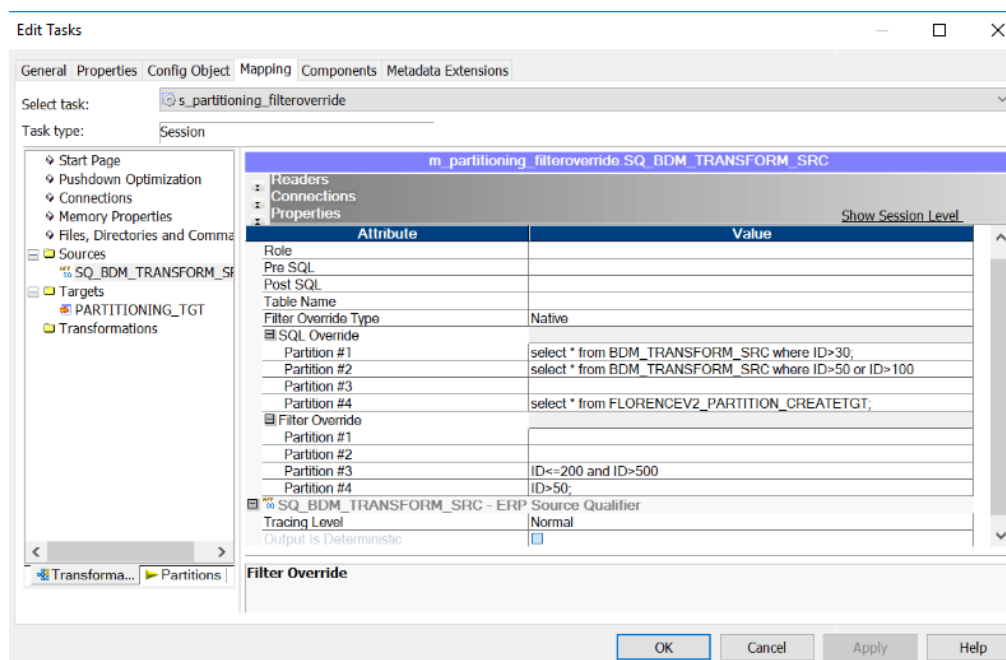 Edit Tasks
General Properties Config Object Mapping Components Metadata Extensions
Select task: s_partitioning_filteroverride
Task type: Session
Start Page
Pushdown Optimization
Connections
Memory Properties
Files, Directories and Comma
Sources
SQ_BDM_TRANSFORM_SF
Targets
PARTITIONING_TGT
Transformations
Transforma... Partitions
m_partitioning_filteroverride.SQ_BDM_TRANSFORM_SRC
Readers
Connections
Properties Show Session Level
Attribute Value
Role
Pre SQL
Post SQL
Table Name
Filter Override Type Native
SQL Override
Partition #1 select * from BDM_TRANSFORM_SRC where ID>30;
Partition #2 select * from BDM_TRANSFORM_SRC where ID>50 or ID>100
Partition #3
Partition #4 select * from FLORENCEV2_PARTITION_CREATETGT;
Filter Override
Partition #1
Partition #2
Partition #3 ID<=200 and ID>500
Partition #4 ID>50;
SQ_BDM_TRANSFORM_SRC - ERP Source Qualifier
Tracing Level Normal
Output Is Deterministic
Filter Override
OK Cancel Apply Help